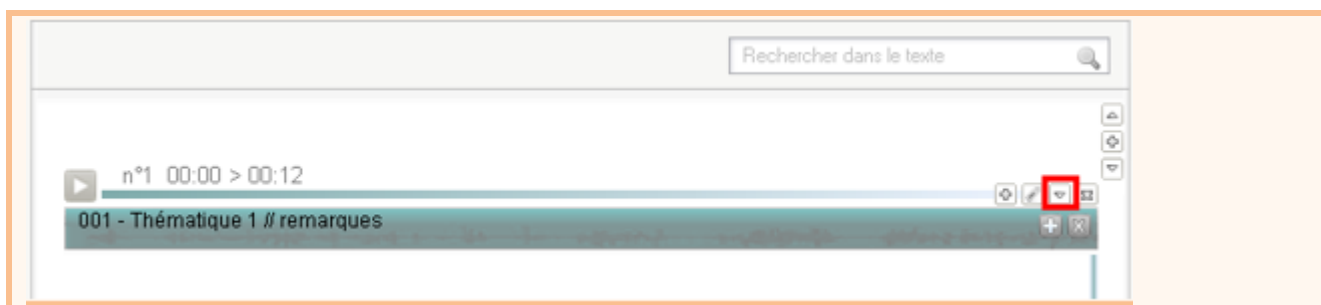 Rechercher dans le texte
n°1 00:00 > 00:12
001 - Thématique 1 // remarques